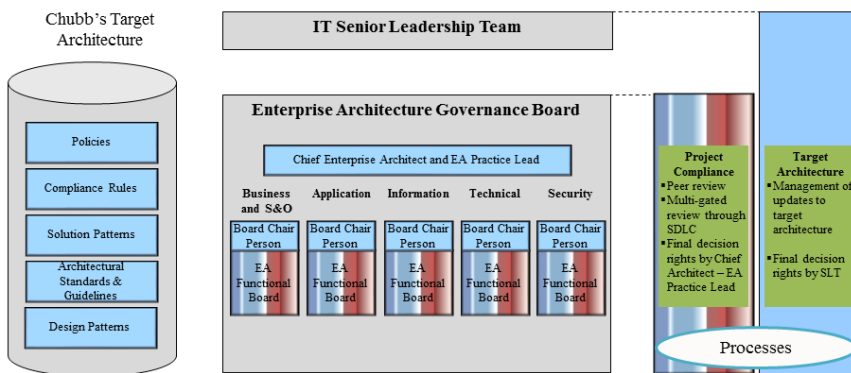 Chubb's Target
Architecture
Policies
Compliance Rules
Solution Patterns
Architectural
Standards &
Guidelines
Design Patterns
IT Senior Leadership Team
Enterprise Architecture Governance Board
Chief Enterprise Architect and EA Practice Lead
Business
and S&O
Application
Information
Technical
Security
Board Chair
Person
EA
Functional
Board
Board Chair
Person
EA
Functional
Board
Board Chair
Person
EA
Functional
Board
Board Chair
Person
EA
Functional
Board
Board Chair
Person
EA
Functional
Board
Project
Compliance
▪Peer review
▪Multi-gated
review through
SDLC
▪Final decision
rights by Chief
Architect – EA
Practice Lead
Target
Architecture
▪Management of
updates to
target
architecture
▪Final decision
rights by SLT
Processes